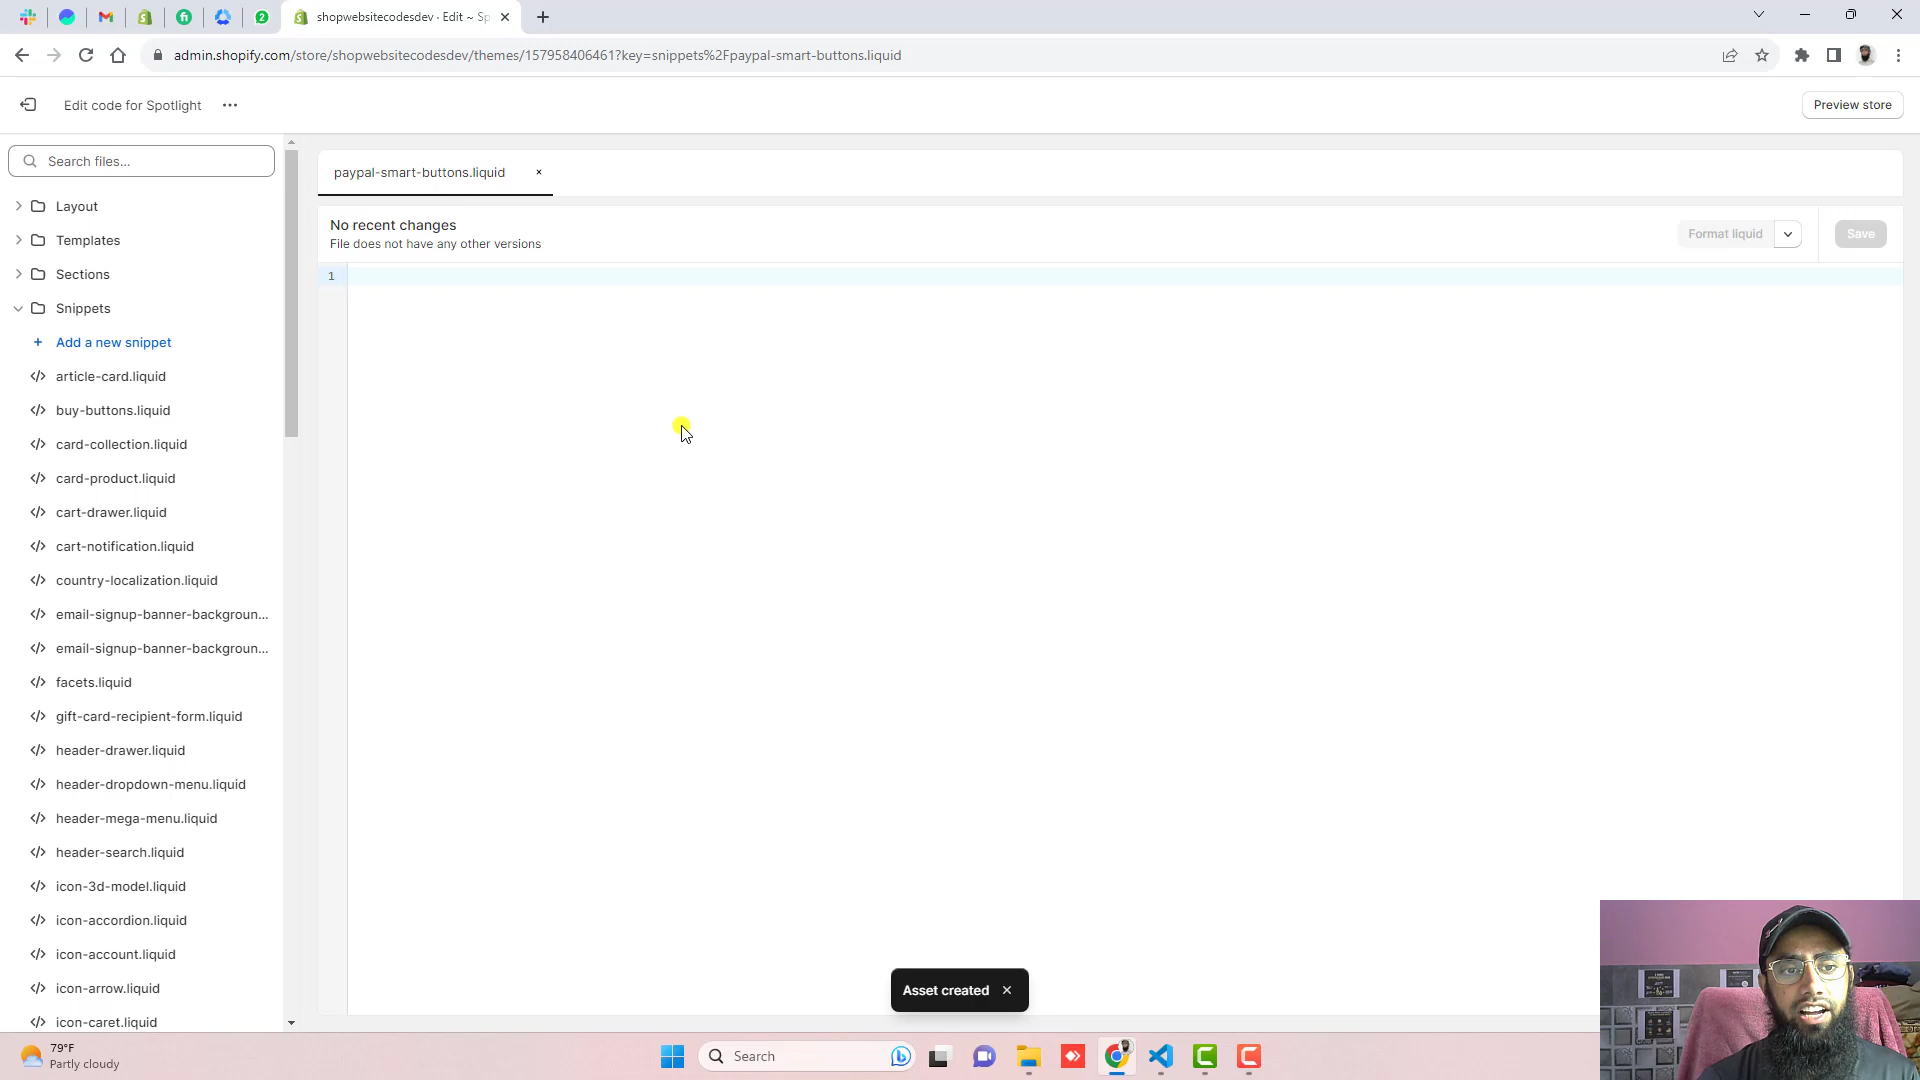 shopwebsitecodesdev · Edit ~ Sp
admin.shopify.com/store/shopwebsitecodesdev/themes/157958406461?key=snippets%2Fpaypal-smart-buttons.liquid
Edit code for Spotlight
Preview store
Search files...
Layout
Templates
Sections
Snippets
Add a new snippet
article-card.liquid
buy-buttons.liquid
card-collection.liquid
card-product.liquid
cart-drawer.liquid
cart-notification.liquid
country-localization.liquid
email-signup-banner-backgroun...
email-signup-banner-backgroun...
facets.liquid
gift-card-recipient-form.liquid
header-drawer.liquid
header-dropdown-menu.liquid
header-mega-menu.liquid
header-search.liquid
icon-3d-model.liquid
icon-accordion.liquid
icon-account.liquid
icon-arrow.liquid
icon-caret.liquid
paypal-smart-buttons.liquid
No recent changes
File does not have any other versions
Format liquid
Save
1
Asset created
79°F
Partly cloudy
Search